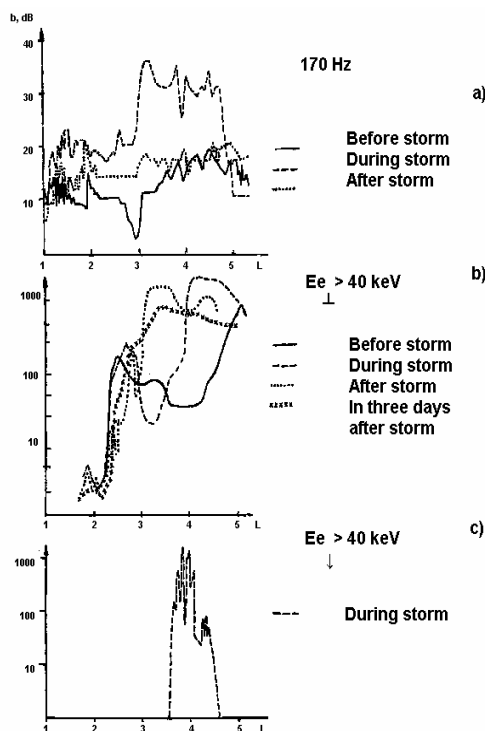 b, dB
40
30
20
10
1 2 3 4 5 L
170 Hz
a)
Before storm
During storm
After storm
1000
100
10
1 2 3 4 5 L
b)
Ee > 40 keV
⊥
Before storm
During storm
After storm
In three days
after storm
1000
100
10
1 2 3 4 5 L
c)
Ee > 40 keV
↓
During storm